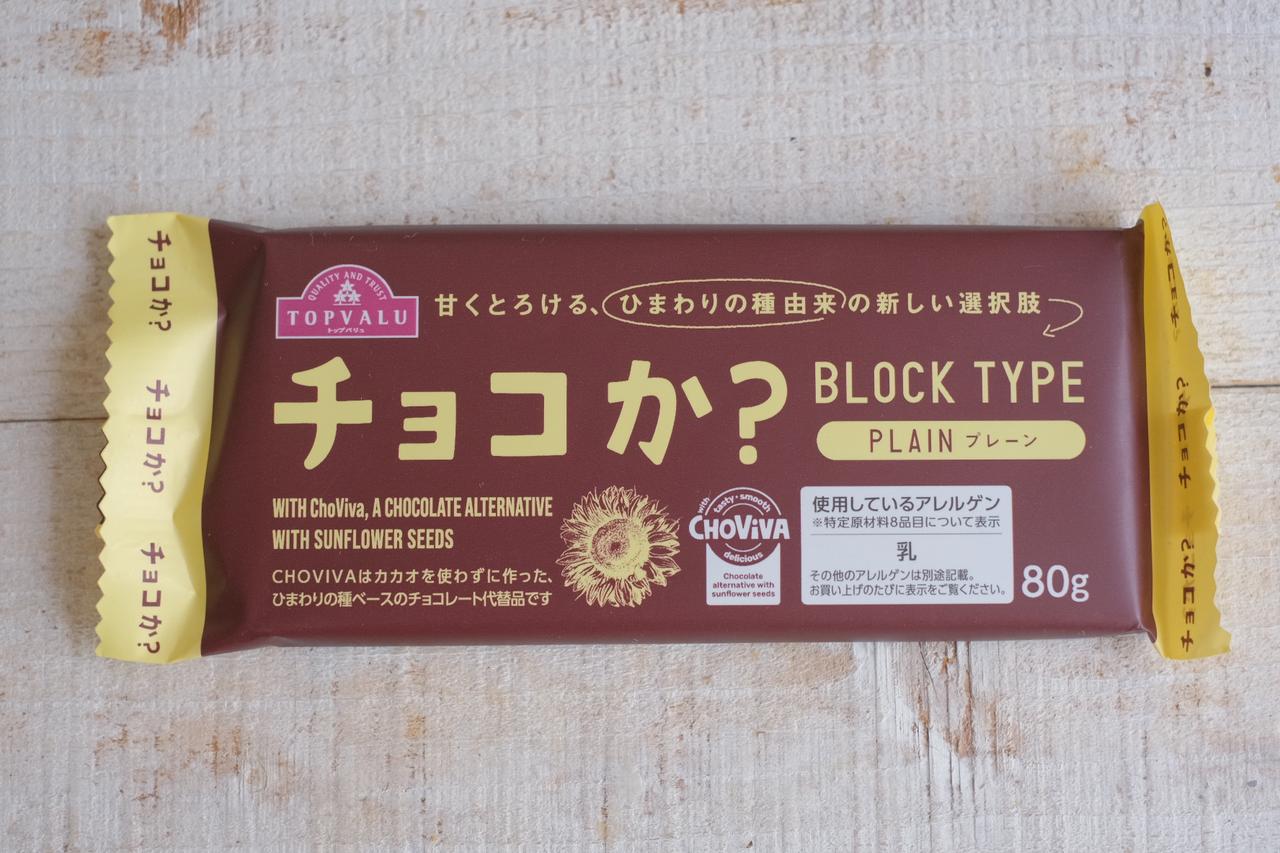 QUALITY AND TRUST
TOPVALU
トップバリュ
甘くとろける、ひまわりの種由来の新しい選択肢
チョコか?
BLOCK TYPE
PLAIN プレーン
WITH ChoViva, A CHOCOLATE ALTERNATIVE
WITH SUNFLOWER SEEDS
CHOVIVAはカカオを使わずに作った、
ひまわりの種ベースのチョコレート代替品です
with
tasty・smooth
CHOViVA
delicious
Chocolate
alternative with
sunflower seeds
使用しているアレルゲン
※特定原材料8品目について表示
乳
その他のアレルゲンは別途記載。
お買い上げのたびに表示をご覧ください。
80g
チョコか?
チョコか?
チョコか?
チョコか?
チョコか?
チョコか?